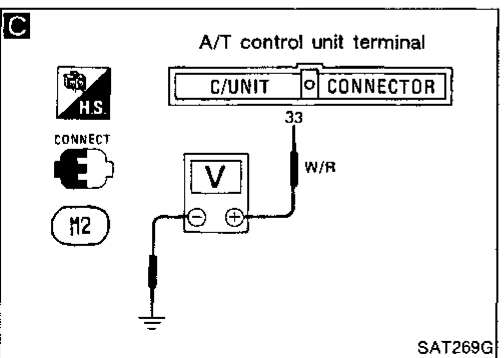 C
A/T control unit terminal
C/UNIT CONNECTOR
H.S.
33
CONNECT
W/R
V
M2
SAT269G